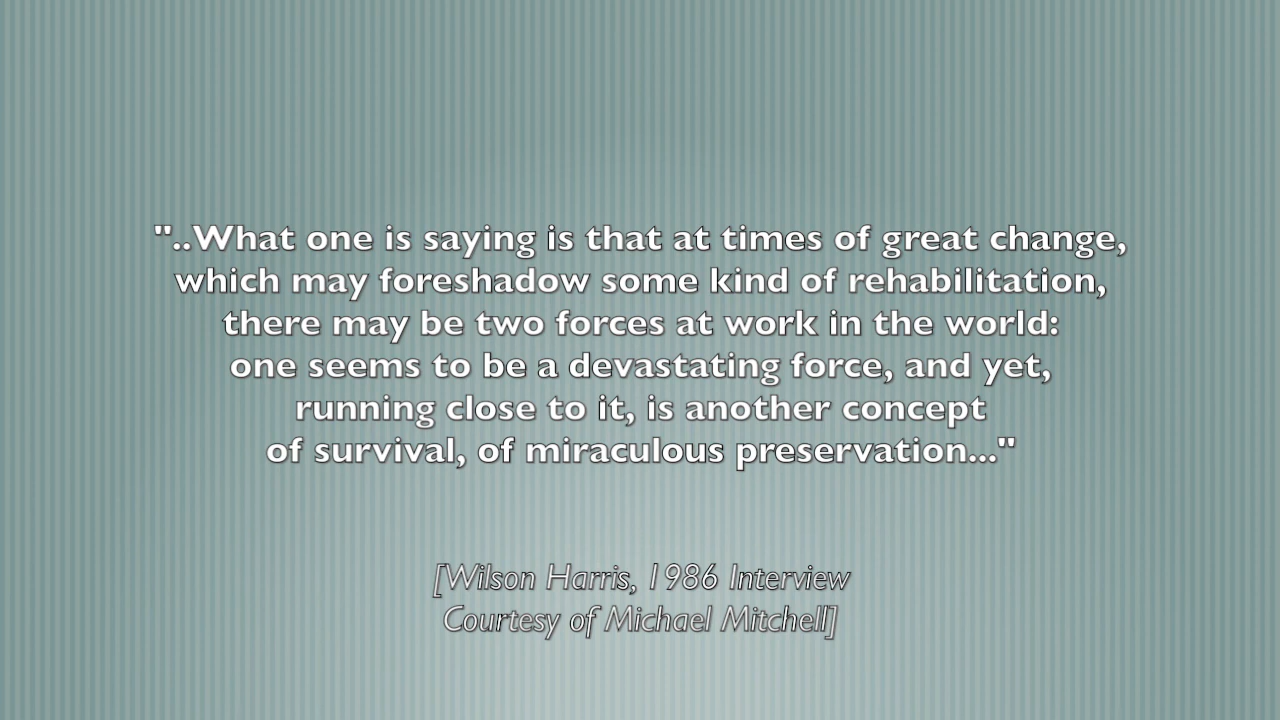 "..What one is saying is that at times of great change,
which may foreshadow some kind of rehabilitation,
there may be two forces at work in the world:
one seems to be a devastating force, and yet,
running close to it, is another concept
of survival, of miraculous preservation..."
[Wilson Harris, 1986 Interview
Courtesy of Michael Mitchell]